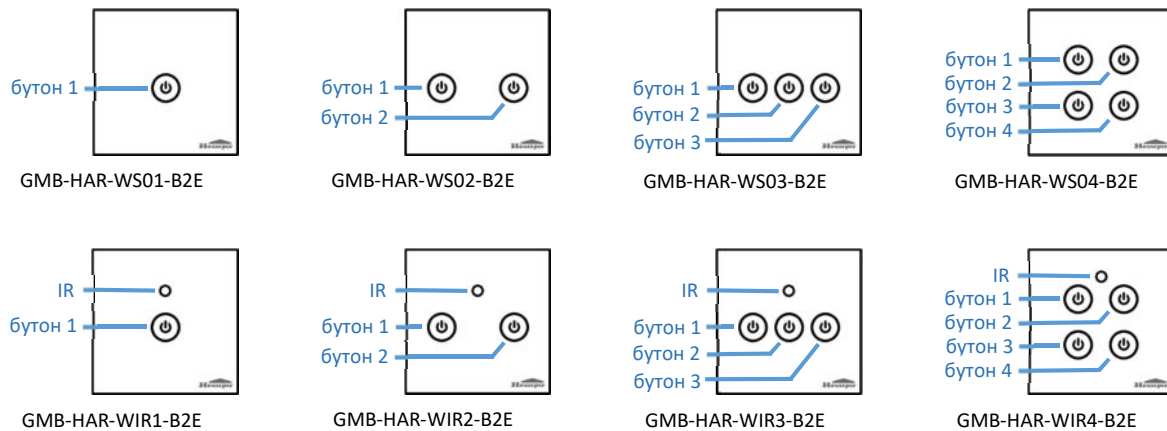 бутон 1
GMB-HAR-WS01-B2E
бутон 1
бутон 2
GMB-HAR-WS02-B2E
бутон 1
бутон 2
бутон 3
GMB-HAR-WS03-B2E
бутон 1
бутон 2
бутон 3
бутон 4
GMB-HAR-WS04-B2E
IR
бутон 1
GMB-HAR-WIR1-B2E
IR
бутон 1
бутон 2
GMB-HAR-WIR2-B2E
IR
бутон 1
бутон 2
бутон 3
GMB-HAR-WIR3-B2E
IR
бутон 1
бутон 2
бутон 3
бутон 4
GMB-HAR-WIR4-B2E